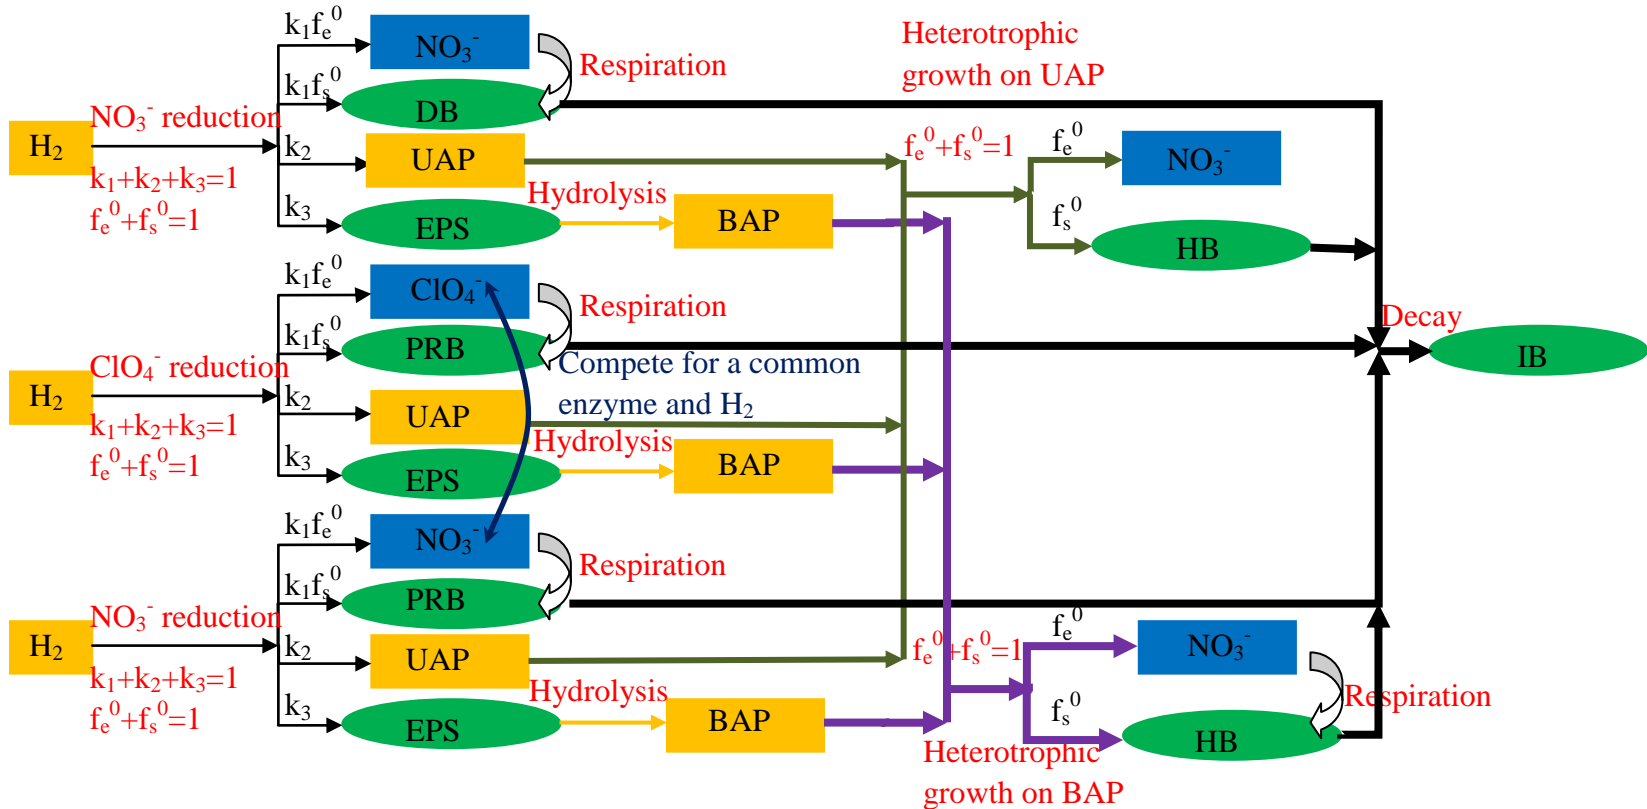 k₁fₑ⁰
NO₃⁻
Respiration
Heterotrophic
growth on UAP
k₁fₛ⁰
DB
NO₃⁻ reduction
H₂
k₁+k₂+k₃=1
fₑ⁰+fₛ⁰=1
k₂
UAP
fₑ⁰+fₛ⁰=1
fₑ⁰
NO₃⁻
k₃
EPS
Hydrolysis
BAP
fₛ⁰
HB
k₁fₑ⁰
ClO₄⁻
Respiration
k₁fₛ⁰
PRB
Decay
IB
ClO₄⁻ reduction
H₂
k₁+k₂+k₃=1
fₑ⁰+fₛ⁰=1
Compete for a common
enzyme and H₂
k₂
UAP
k₃
EPS
Hydrolysis
BAP
k₁fₑ⁰
NO₃⁻
Respiration
k₁fₛ⁰
PRB
NO₃⁻ reduction
H₂
k₁+k₂+k₃=1
fₑ⁰+fₛ⁰=1
k₂
UAP
fₑ⁰+fₛ⁰=1
fₑ⁰
NO₃⁻
Respiration
k₃
EPS
Hydrolysis
BAP
fₛ⁰
HB
Heterotrophic
growth on BAP